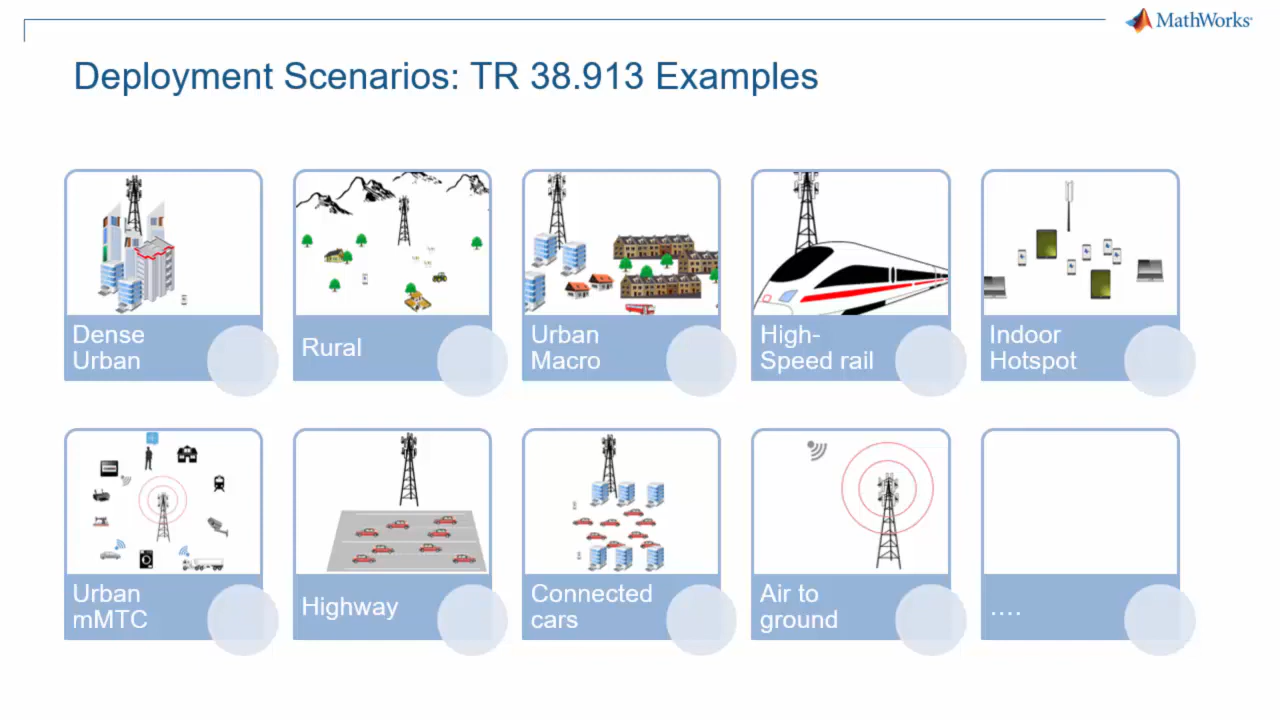 MathWorks
Deployment Scenarios: TR 38.913 Examples
Dense
Urban
Rural
Urban
Macro
High-
Speed rail
Indoor
Hotspot
Urban
mMTC
Highway
Connected
cars
Air to
ground
....